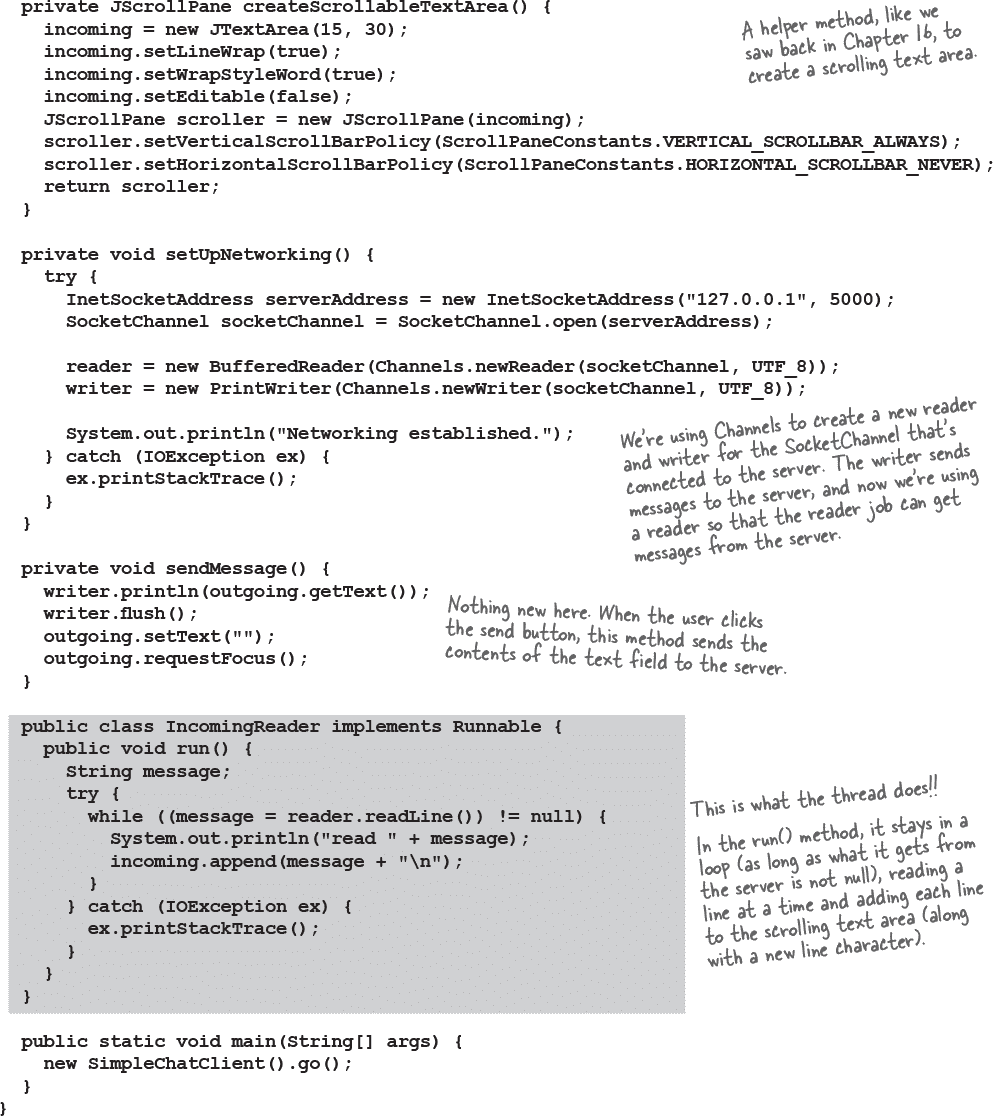 private JScrollPane createScrollableTextArea() {
incoming = new JTextArea(15, 30);
incoming.setLineWrap(true);
incoming.setWrapStyleWord(true);
incoming.setEditable(false);
JScrollPane scroller = new JScrollPane(incoming);
scroller.setVerticalScrollBarPolicy(ScrollPaneConstants.VERTICAL_SCROLLBAR_ALWAYS);
scroller.setHorizontalScrollBarPolicy(ScrollPaneConstants.HORIZONTAL_SCROLLBAR_NEVER);
return scroller;
}
A helper method, like we
saw back in Chapter 16, to
create a scrolling text area.
private void setUpNetworking() {
try {
InetSocketAddress serverAddress = new InetSocketAddress("127.0.0.1", 5000);
SocketChannel socketChannel = SocketChannel.open(serverAddress);
reader = new BufferedReader(Channels.newReader(socketChannel, UTF_8));
writer = new PrintWriter(Channels.newWriter(socketChannel, UTF_8));
System.out.println("Networking established.");
} catch (IOException ex) {
ex.printStackTrace();
}
}
We're using Channels to create a new reader
and writer for the SocketChannel that's
connected to the server. The writer sends
messages to the server, and now we're using
a reader so that the reader job can get
messages from the server.
private void sendMessage() {
writer.println(outgoing.getText());
writer.flush();
outgoing.setText("");
outgoing.requestFocus();
}
Nothing new here. When the user clicks
the send button, this method sends the
contents of the text field to the server.
public class IncomingReader implements Runnable {
public void run() {
String message;
try {
while ((message = reader.readLine()) != null) {
System.out.println("read " + message);
incoming.append(message + "\n");
}
} catch (IOException ex) {
ex.printStackTrace();
}
}
}
This is what the thread does!!
In the run() method, it stays in a
loop (as long as what it gets from
the server is not null), reading a
line at a time and adding each line
to the scrolling text area (along
with a new line character).
public static void main(String[] args) {
new SimpleChatClient().go();
}
}